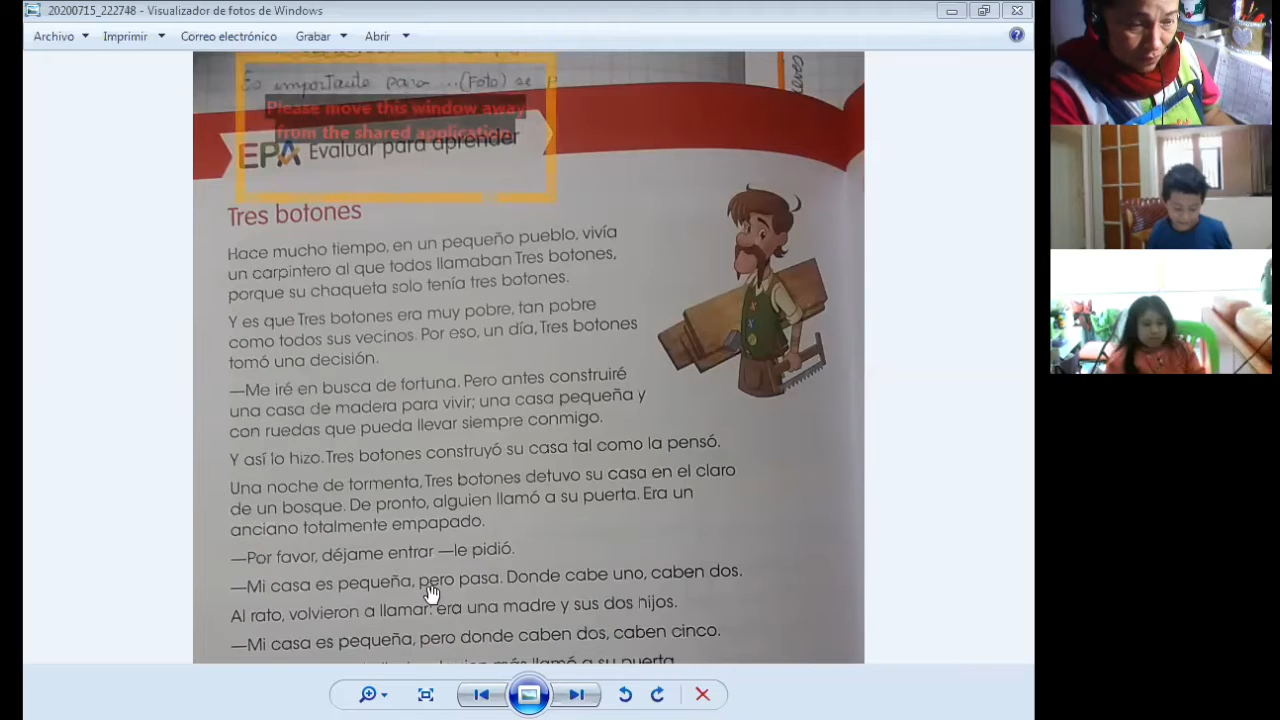 20200715_222748 - Visualizador de fotos de Windows
Archivo Imprimir Correo electrónico Grabar Abrir
Es importante para ...(Foto) se
Please move this window away
from the shared application
EPA Evaluar para aprender
Tres botones
Hace mucho tiempo, en un pequeño pueblo, vivía
un carpintero al que todos llamaban Tres botones,
porque su chaqueta solo tenía tres botones.
Y es que Tres botones era muy pobre, tan pobre
como todos sus vecinos. Por eso, un día, Tres botones
tomó una decisión.
—Me iré en busca de fortuna. Pero antes construiré
una casa de madera para vivir; una casa pequeña y
con ruedas que pueda llevar siempre conmigo.
Y así lo hizo. Tres botones construyó su casa tal como la pensó.
Una noche de tormenta, Tres botones detuvo su casa en el claro
de un bosque. De pronto, alguien llamó a su puerta. Era un
anciano totalmente empapado.
—Por favor, déjame entrar —le pidió.
—Mi casa es pequeña, pero pasa. Donde cabe uno, caben dos.
Al rato, volvieron a llamar: era una madre y sus dos hijos.
—Mi casa es pequeña, pero donde caben dos, caben cinco.
más llamó a su puerta